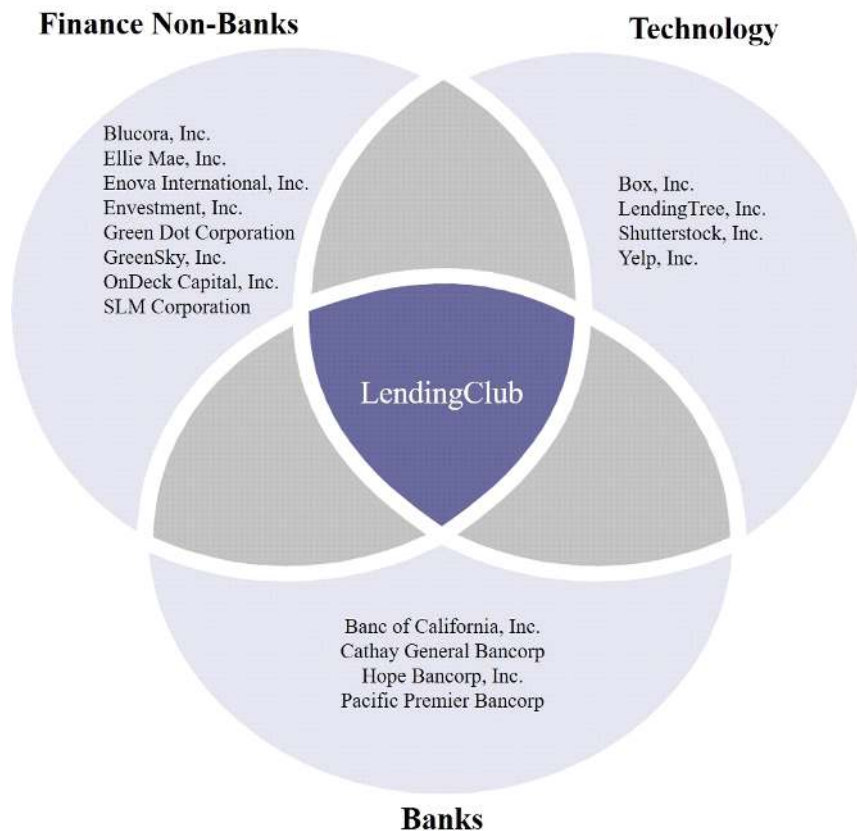 Finance Non-Banks
Technology
Blucora, Inc.
Ellie Mae, Inc.
Enova International, Inc.
Envestment, Inc.
Green Dot Corporation
GreenSky, Inc.
OnDeck Capital, Inc.
SLM Corporation
Box, Inc.
LendingTree, Inc.
Shutterstock, Inc.
Yelp, Inc.
LendingClub
Banc of California, Inc.
Cathay General Bancorp
Hope Bancorp, Inc.
Pacific Premier Bancorp
Banks